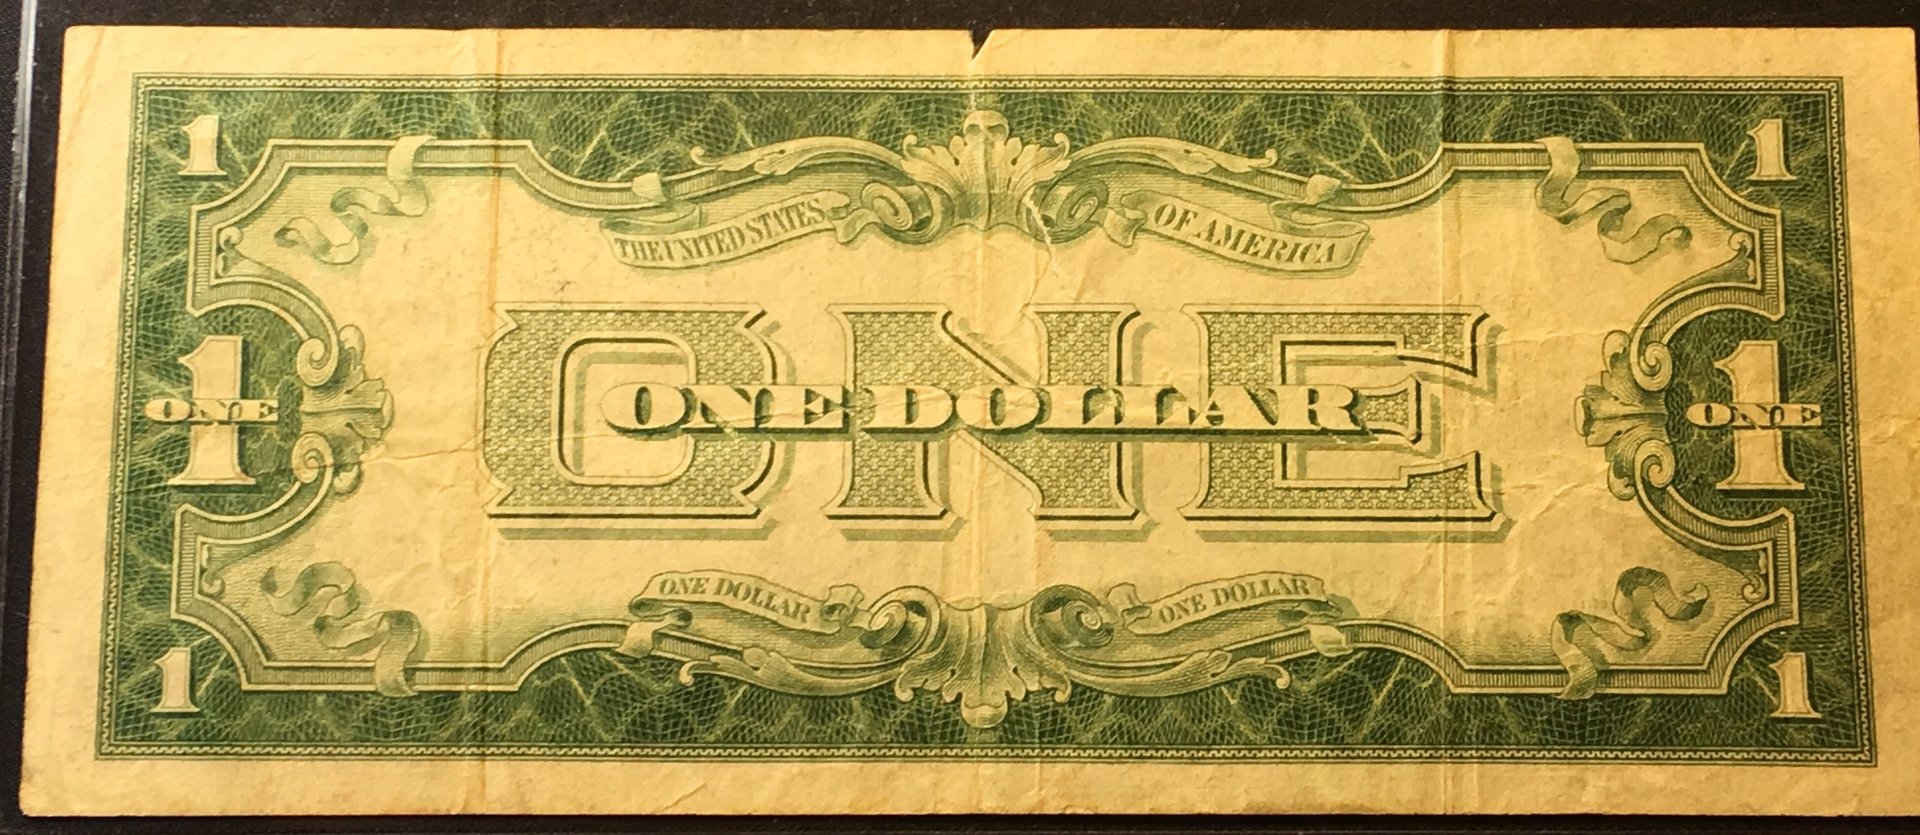 1 1
THE UNITED STATES OF AMERICA
ONE
ONE DOLLAR
1 ONE
1 ONE
ONE DOLLAR ONE DOLLAR
1 1